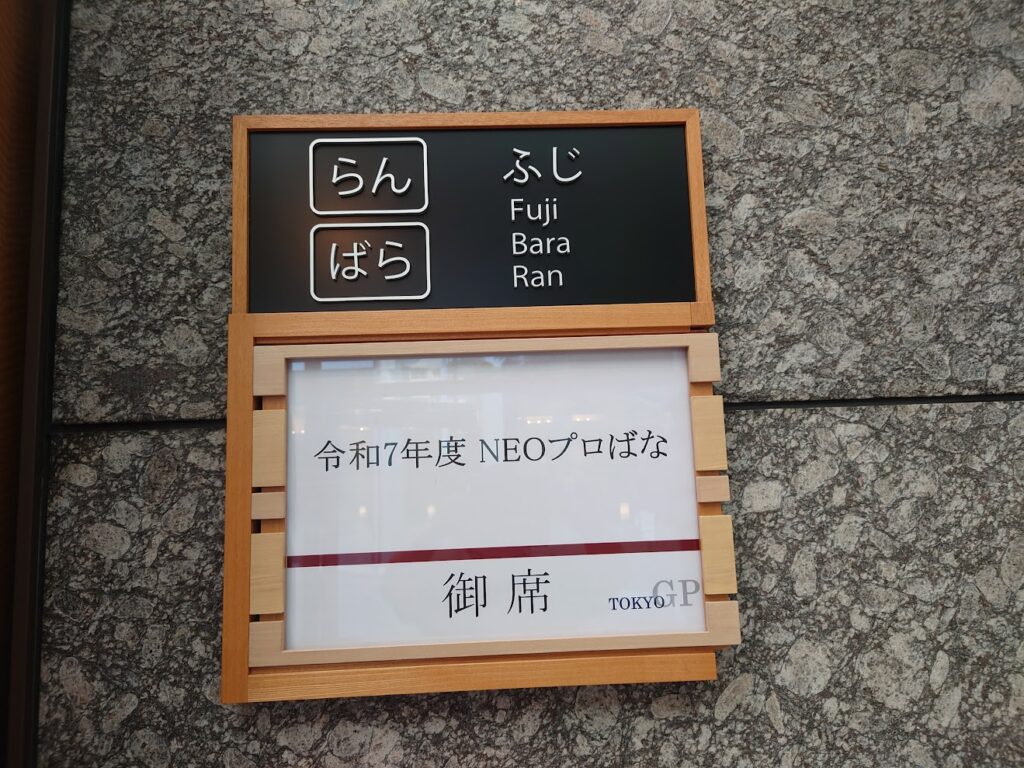 らん
ばら
ふじ
Fuji
Bara
Ran
令和7年度 NEOプロばな
御席
TOKYO GP